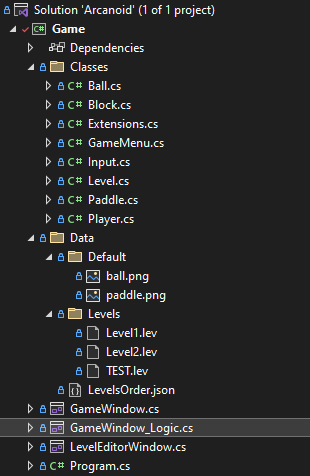 Solution 'Arcanoid' (1 of 1 project)
Game
Dependencies
Classes
Ball.cs
Block.cs
Extensions.cs
GameMenu.cs
Input.cs
Level.cs
Paddle.cs
Player.cs
Data
Default
ball.png
paddle.png
Levels
Level1.lev
Level2.lev
TEST.lev
LevelsOrder.json
GameWindow.cs
GameWindow_Logic.cs
LevelEditorWindow.cs
Program.cs